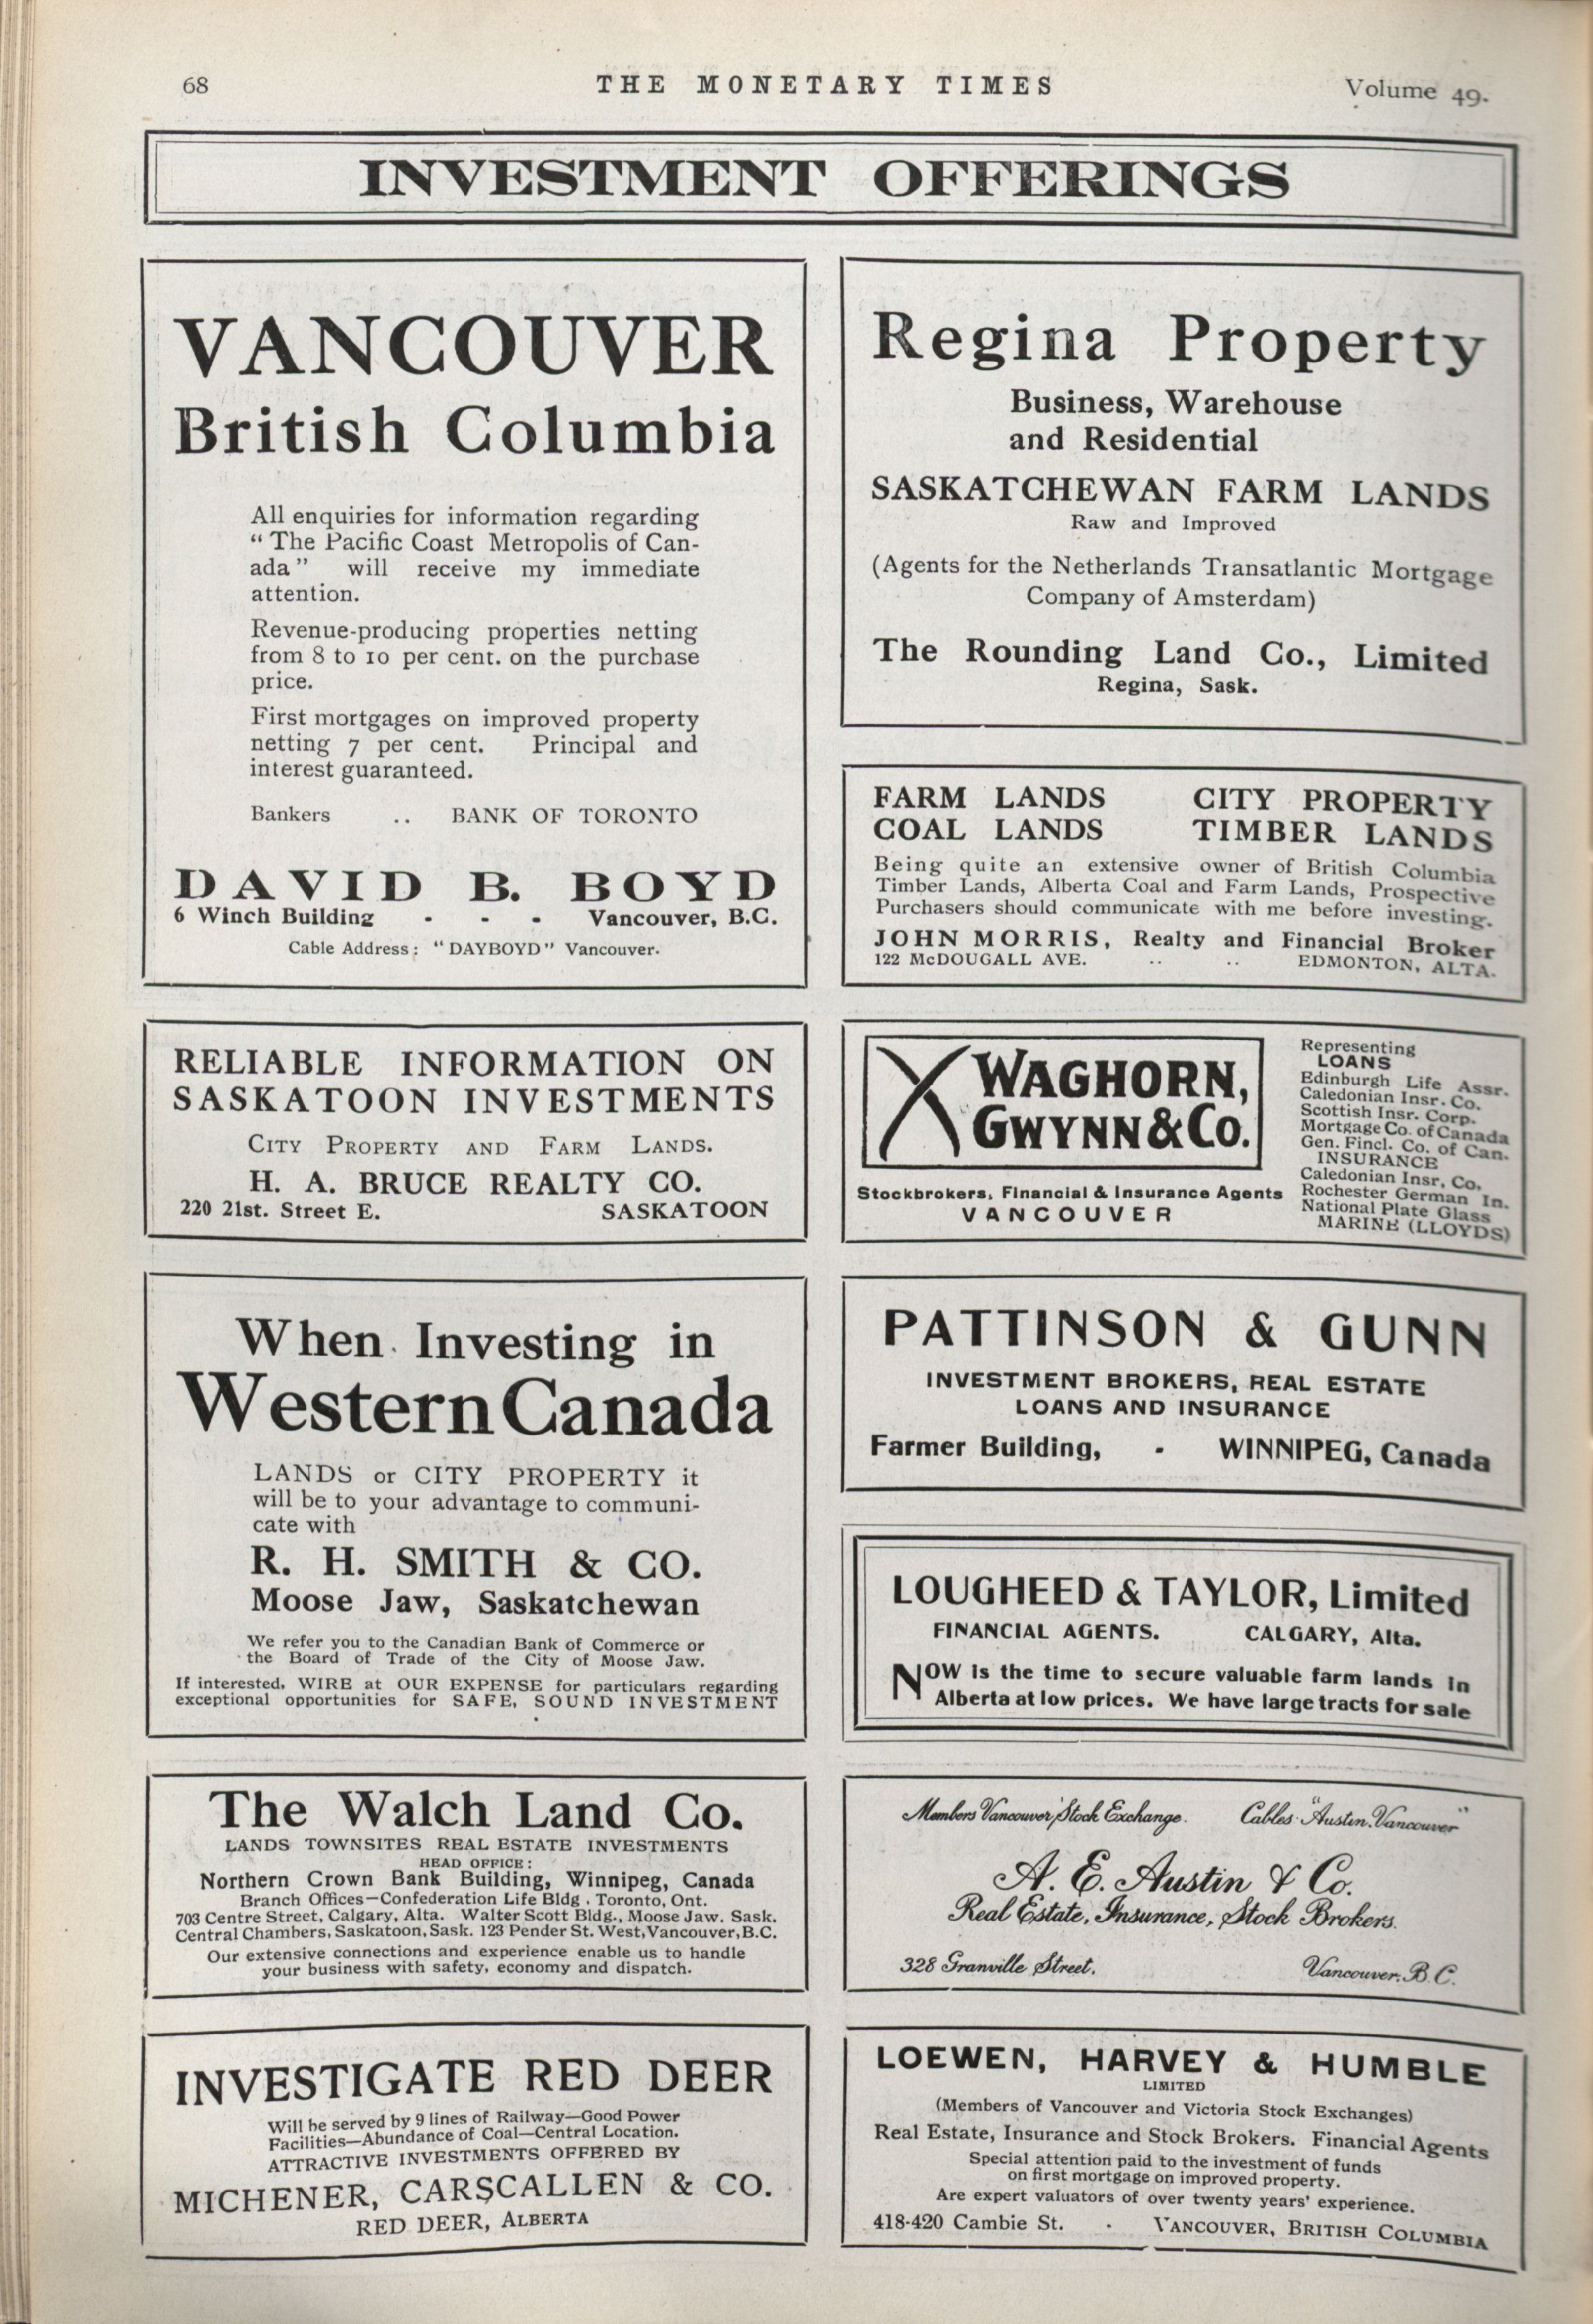 68
THE MONETARY TIMES
Volume 49.
INVESTMENT OFFERINGS
VANCOUVER
British Columbia
All enquiries for information regarding
“ The Pacific Coast Metropolis of Can-
ada ” will receive my immediate
attention.
Revenue-producing properties netting
from 8 to 10 per cent. on the purchase
price.
First mortgages on improved property
netting 7 per cent. Principal and
interest guaranteed.
Bankers .. BANK OF TORONTO
DAVID B. BOYD
6 Winch Building - - - Vancouver, B.C.
Cable Address : “ DAYBOYD ” Vancouver.
RELIABLE INFORMATION ON
SASKATOON INVESTMENTS
CITY PROPERTY AND FARM LANDS.
H. A. BRUCE REALTY CO.
220 21st. Street E. SASKATOON
When Investing in
Western Canada
LANDS or CITY PROPERTY it
will be to your advantage to communi-
cate with
R. H. SMITH & CO.
Moose Jaw, Saskatchewan
We refer you to the Canadian Bank of Commerce or
the Board of Trade of the City of Moose Jaw.
If interested, WIRE at OUR EXPENSE for particulars regarding
exceptional opportunities for SAFE, SOUND INVESTMENT
The Walch Land Co.
LANDS TOWNSITES REAL ESTATE INVESTMENTS
HEAD OFFICE :
Northern Crown Bank Building, Winnipeg, Canada
Branch Offices—Confederation Life Bldg , Toronto, Ont.
703 Centre Street, Calgary, Alta. Walter Scott Bldg., Moose Jaw. Sask.
Central Chambers, Saskatoon, Sask. 123 Pender St. West, Vancouver, B.C.
Our extensive connections and experience enable us to handle
your business with safety, economy and dispatch.
INVESTIGATE RED DEER
Will be served by 9 lines of Railway—Good Power
Facilities—Abundance of Coal—Central Location.
ATTRACTIVE INVESTMENTS OFFERED BY
MICHENER, CARSCALLEN & CO.
RED DEER, ALBERTA
Regina Property
Business, Warehouse
and Residential
SASKATCHEWAN FARM LANDS
Raw and Improved
(Agents for the Netherlands Transatlantic Mortgage
Company of Amsterdam)
The Rounding Land Co., Limited
Regina, Sask.
FARM LANDS CITY PROPERTY
COAL LANDS TIMBER LANDS
Being quite an extensive owner of British Columbia
Timber Lands, Alberta Coal and Farm Lands, Prospective
Purchasers should communicate with me before investing.
JOHN MORRIS, Realty and Financial Broker
122 McDOUGALL AVE. .. .. EDMONTON, ALTA.
WAGHORN,
GWYNN & CO.
Stockbrokers, Financial & Insurance Agents
VANCOUVER
Representing
LOANS
Edinburgh Life Assr.
Caledonian Insr. Co.
Scottish Insr. Corp.
Mortgage Co. of Canada
Gen. Fincl. Co. of Can.
INSURANCE
Caledonian Insr. Co.
Rochester German In.
National Plate Glass
MARINE (LLOYDS)
PATTINSON & GUNN
INVESTMENT BROKERS, REAL ESTATE
LOANS AND INSURANCE
Farmer Building, - WINNIPEG, Canada
LOUGHEED & TAYLOR, Limited
FINANCIAL AGENTS. CALGARY, Alta.
NOW is the time to secure valuable farm lands in
Alberta at low prices. We have large tracts for sale
Members Vancouver Stock Exchange. Cables "Austin. Vancouver"
A. E. Austin & Co.
Real Estate, Insurance, Stock Brokers.
328 Granville Street. Vancouver. B. C.
LOEWEN, HARVEY & HUMBLE
LIMITED
(Members of Vancouver and Victoria Stock Exchanges)
Real Estate, Insurance and Stock Brokers. Financial Agents
Special attention paid to the investment of funds
on first mortgage on improved property.
Are expert valuators of over twenty years' experience.
418-420 Cambie St. - VANCOUVER, BRITISH COLUMBIA